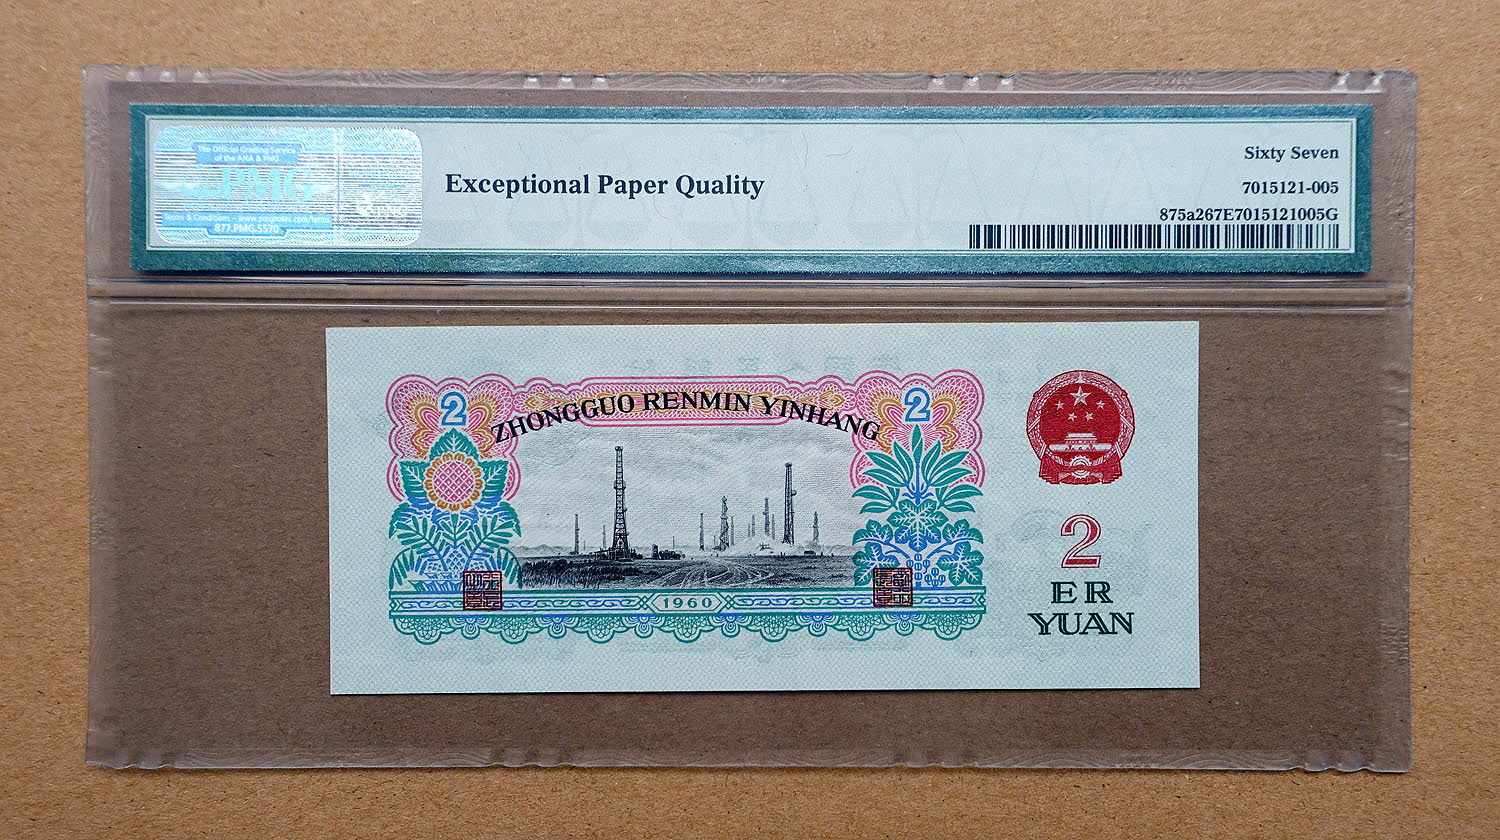 The Official Grading Service
of the ANA & PNG
PMG
Terms & Conditions – www.pmgnotes.com/terms
877.PMG.5570
Exceptional Paper Quality
Sixty Seven
7015121-005
875a267E7015121005G
2
2
ZHONGGUO RENMIN YINHANG
1960
2
ER
YUAN